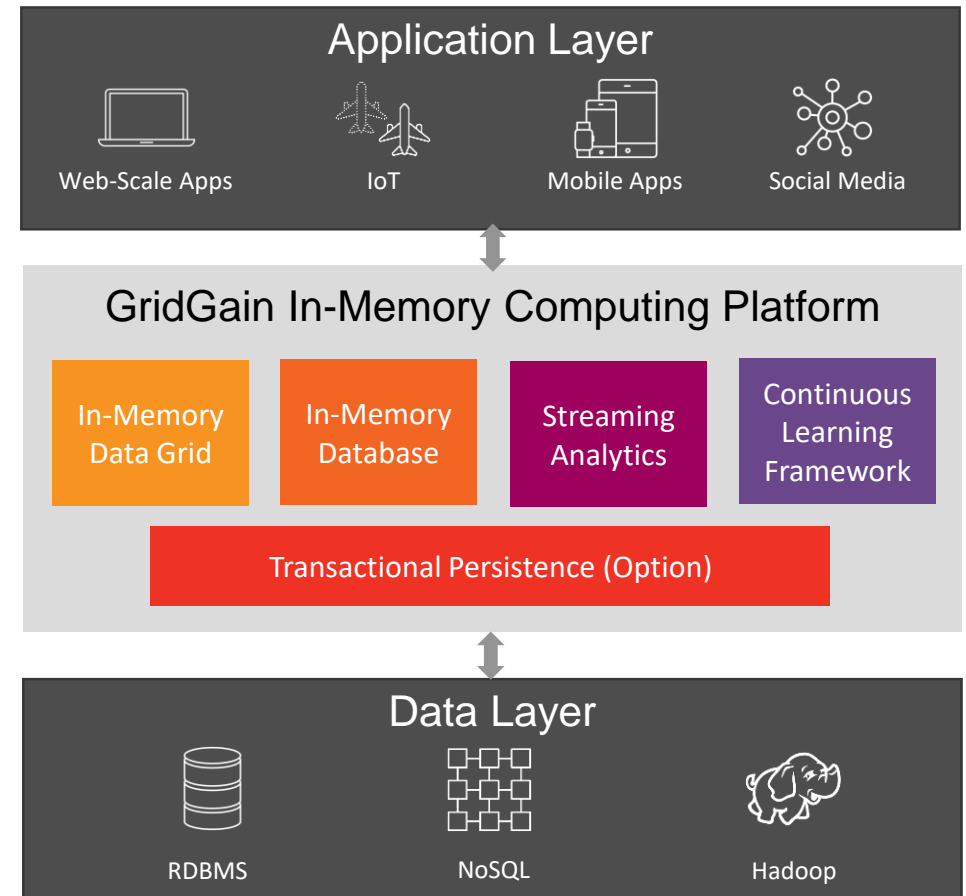 Application Layer
Web-Scale Apps
IoT
Mobile Apps
Social Media
GridGain In-Memory Computing Platform
In-Memory
Data Grid
In-Memory
Database
Streaming
Analytics
Continuous
Learning
Framework
Transactional Persistence (Option)
Data Layer
RDBMS
NoSQL
Hadoop